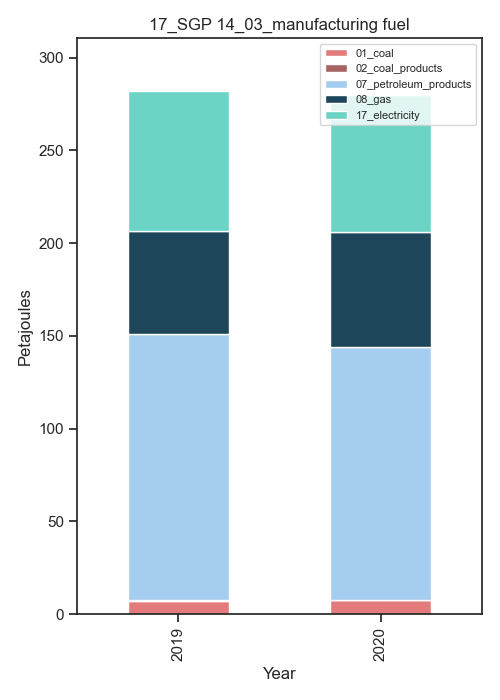 17_SGP 14_03_manufacturing fuel
300
250
200
150
100
50
0
Petajoules
01_coal
02_coal_products
07_petroleum_products
08_gas
17_electricity
2019
2020
Year